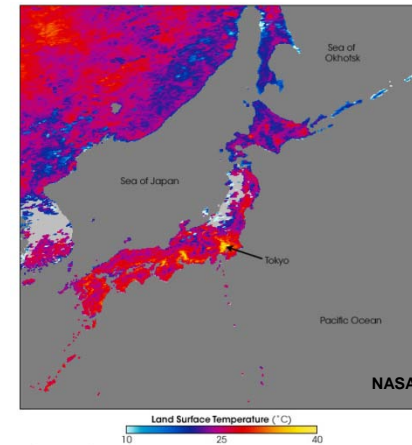 Sea of
Okhotsk
Sea of Japan
Tokyo
Pacific Ocean
NASA
Land Surface Temperature (˚C)
10 25 40